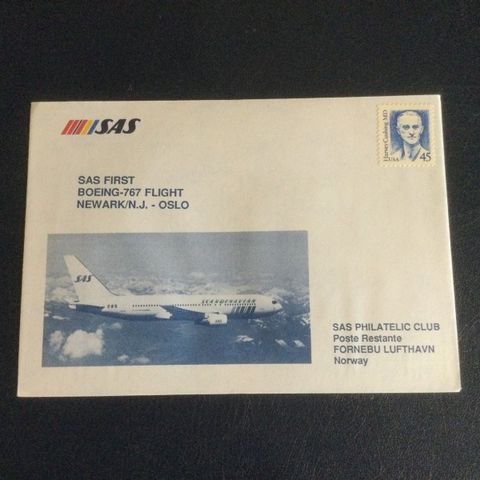 SAS
Harvey Cushing MD
USA 45
SAS FIRST
BOEING-767 FLIGHT
NEWARK/N.J. - OSLO
SAS
SCANDINAVIAN
SAS PHILATELIC CLUB
Poste Restante
FORNEBU LUFTHAVN
Norway